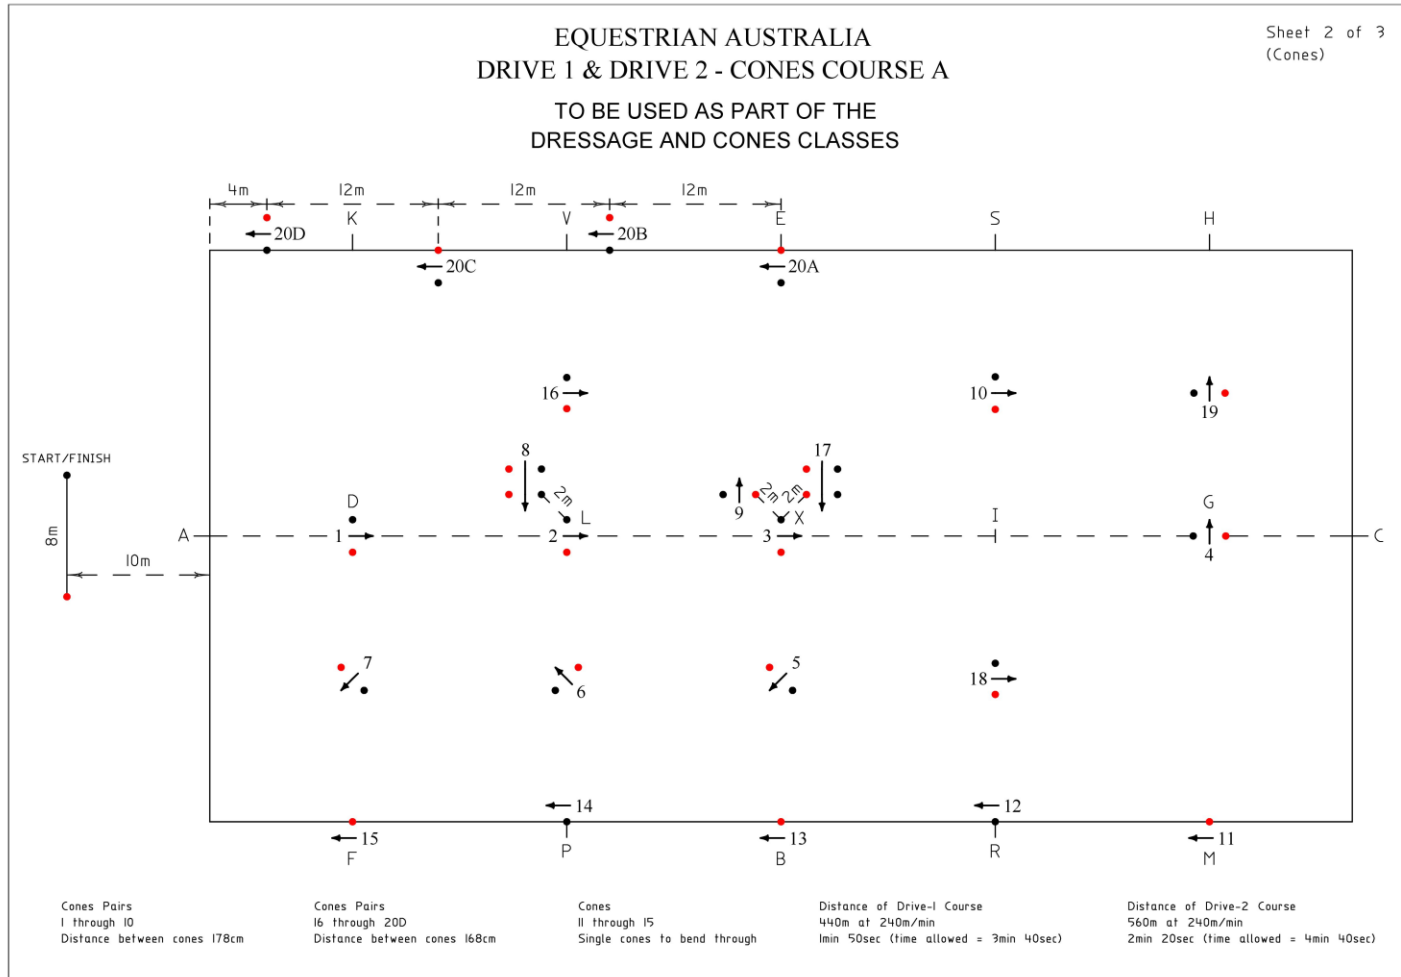 EQUESTRIAN AUSTRALIA
DRIVE 1 & DRIVE 2 - CONES COURSE A
TO BE USED AS PART OF THE
DRESSAGE AND CONES CLASSES
Sheet 2 of 3
(Cones)
4m 12m 12m 12m
K V E S H
20D 20B
20C 20A
16 10 19
8 17
START/FINISH
2m 2m 2m
9
D L X I G
A 1 2 3 4 C
8m
10m
7 6 5 18
14 12
15 13 11
F P B R M
Cones Pairs
1 through 10
Distance between cones 178cm
Cones Pairs
16 through 20D
Distance between cones 168cm
Cones
11 through 15
Single cones to bend through
Distance of Drive-1 Course
440m at 240m/min
1min 50sec (time allowed = 3min 40sec)
Distance of Drive-2 Course
560m at 240m/min
2min 20sec (time allowed = 4min 40sec)